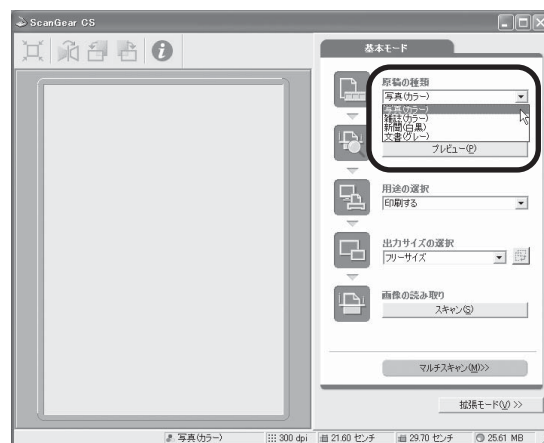 ScanGear CS
基本モード
原稿の種類
写真(カラー)
写真(カラー)
雑誌(カラー)
新聞(白黒)
文書(グレー)
プレビュー(P)
用途の選択
印刷する
出力サイズの選択
フリーサイズ
画像の読み取り
スキャン(S)
マルチスキャン(M)>>
拡張モード(V) >>
写真(カラー) 300 dpi 21.60 センチ 29.70 センチ 25.61 MB